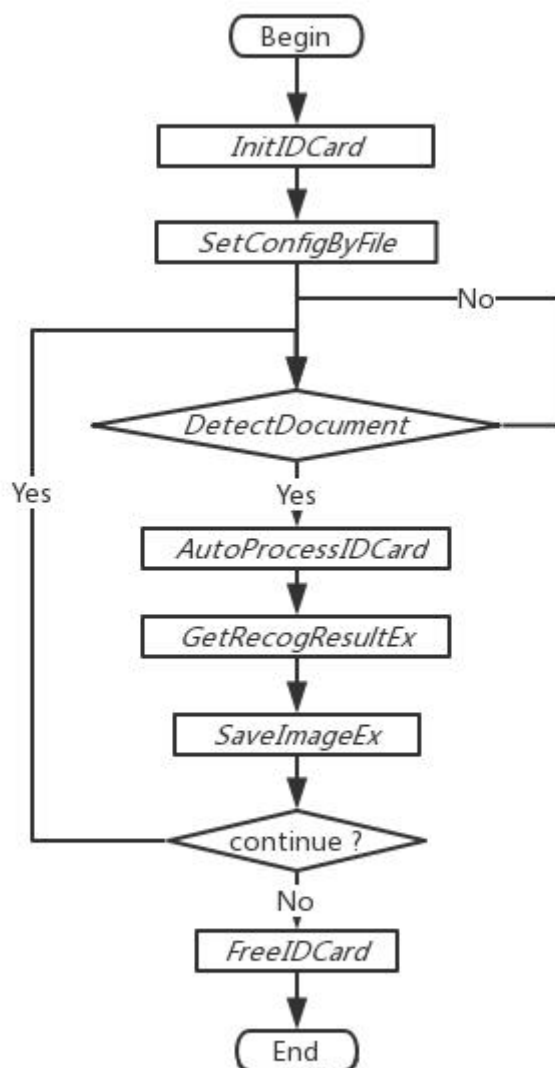 Begin
InitIDCard
SetConfigByFile
No
DetectDocument
Yes
Yes
AutoProcessIDCard
GetRecogResultEx
SaveImageEx
continue ?
No
FreeIDCard
End